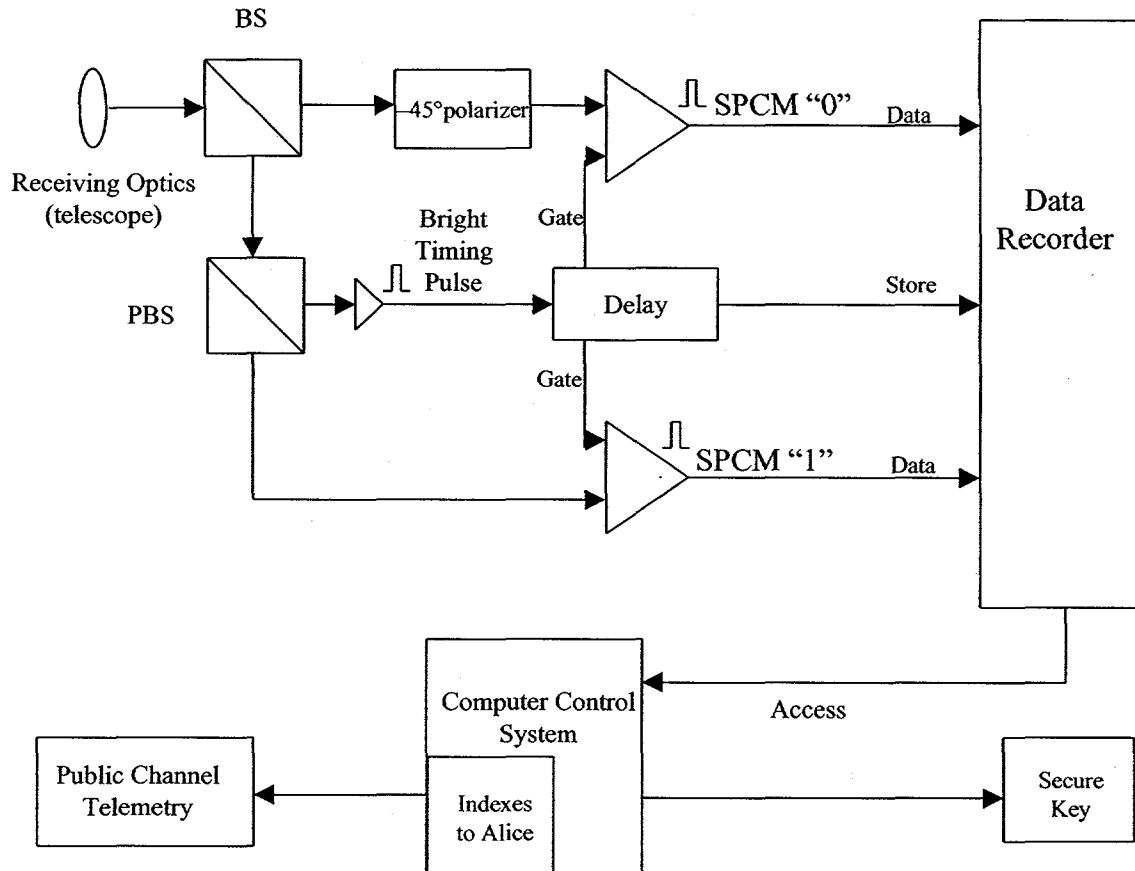 BS
Receiving Optics
(telescope)
–45°polarizer
SPCM “0”
Data
Gate
Bright
Timing
Pulse
PBS
Delay
Store
Data
Recorder
Gate
SPCM “1”
Data
Computer Control
System
Access
Public Channel
Telemetry
Indexes
to Alice
Secure
Key